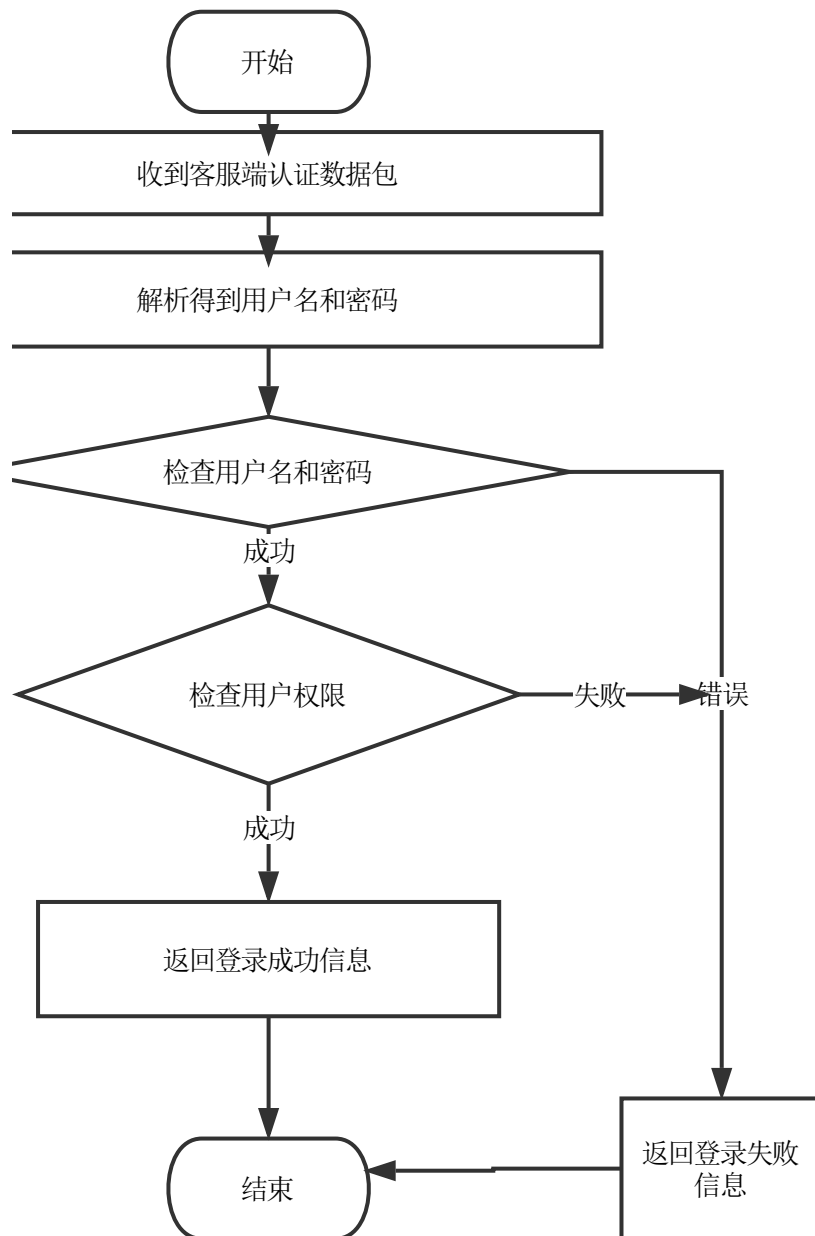 开始
收到客服端认证数据包
解析得到用户名和密码
检查用户名和密码
成功
检查用户权限
失败
错误
成功
返回登录成功信息
返回登录失败
信息
结束